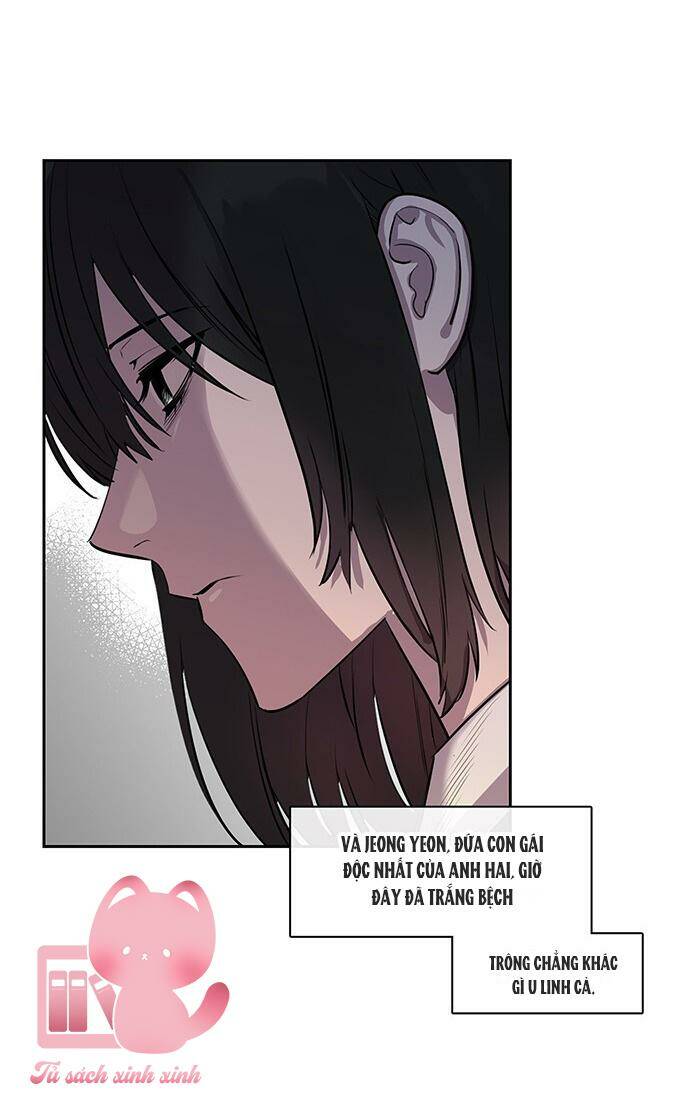 VÀ JEONG YEON, ĐỨA CON GÁI
ĐỘC NHẤT CỦA ANH HAI, GIỜ
ĐÂY ĐÃ TRẮNG BỆCH
TRÔNG CHẲNG KHÁC
GÌ U LINH CẢ.
Tủ sách xinh xinh